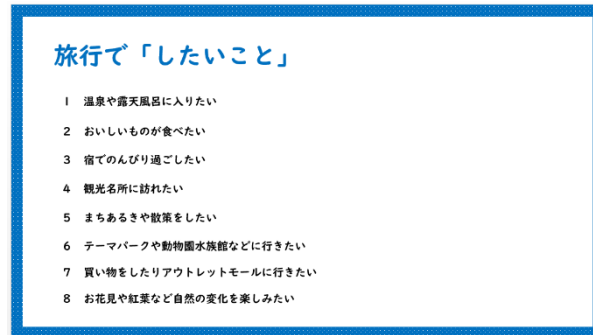 旅行で「したいこと」
1 温泉や露天風呂に入りたい
2 おいしいものが食べたい
3 宿でのんびり過ごしたい
4 観光名所に訪れたい
5 まちあるきや散策をしたい
6 テーマパークや動物園水族館などに行きたい
7 買い物をしたりアウトレットモールに行きたい
8 お花見や紅葉など自然の変化を楽しみたい